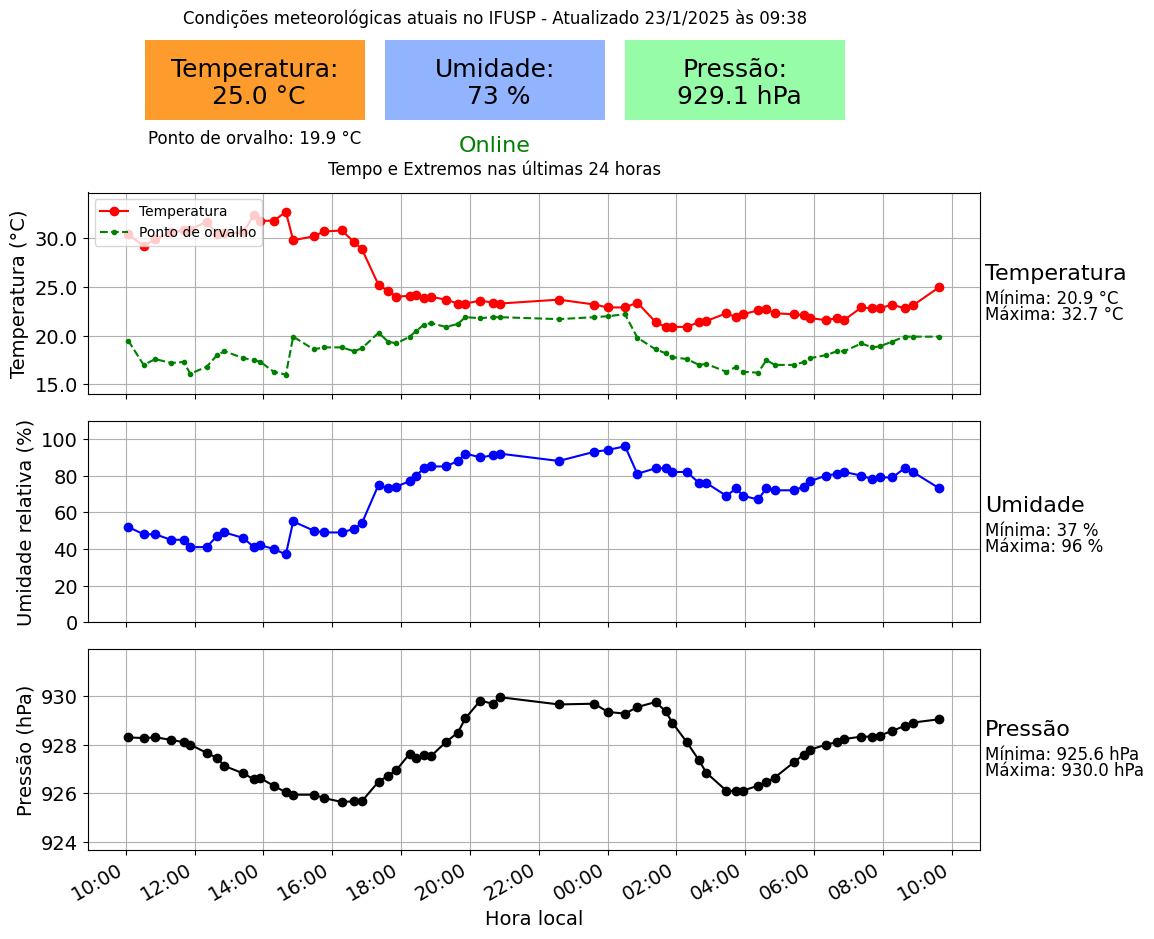 Condições meteorológicas atuais no IFUSP - Atualizado 23/1/2025 às 09:38
Temperatura:
25.0 °C
Umidade:
73 %
Pressão:
929.1 hPa
Ponto de orvalho: 19.9 °C
Online
Tempo e Extremos nas últimas 24 horas
Temperatura (°C)
30.0
25.0
20.0
15.0
Temperatura
Ponto de orvalho
Temperatura
Mínima: 20.9 °C
Máxima: 32.7 °C
Umidade relativa (%)
100
80
60
40
20
0
Umidade
Mínima: 37 %
Máxima: 96 %
Pressão (hPa)
930
928
926
924
Pressão
Mínima: 925.6 hPa
Máxima: 930.0 hPa
10:00
12:00
14:00
16:00
18:00
20:00
22:00
00:00
02:00
04:00
06:00
08:00
10:00
Hora local